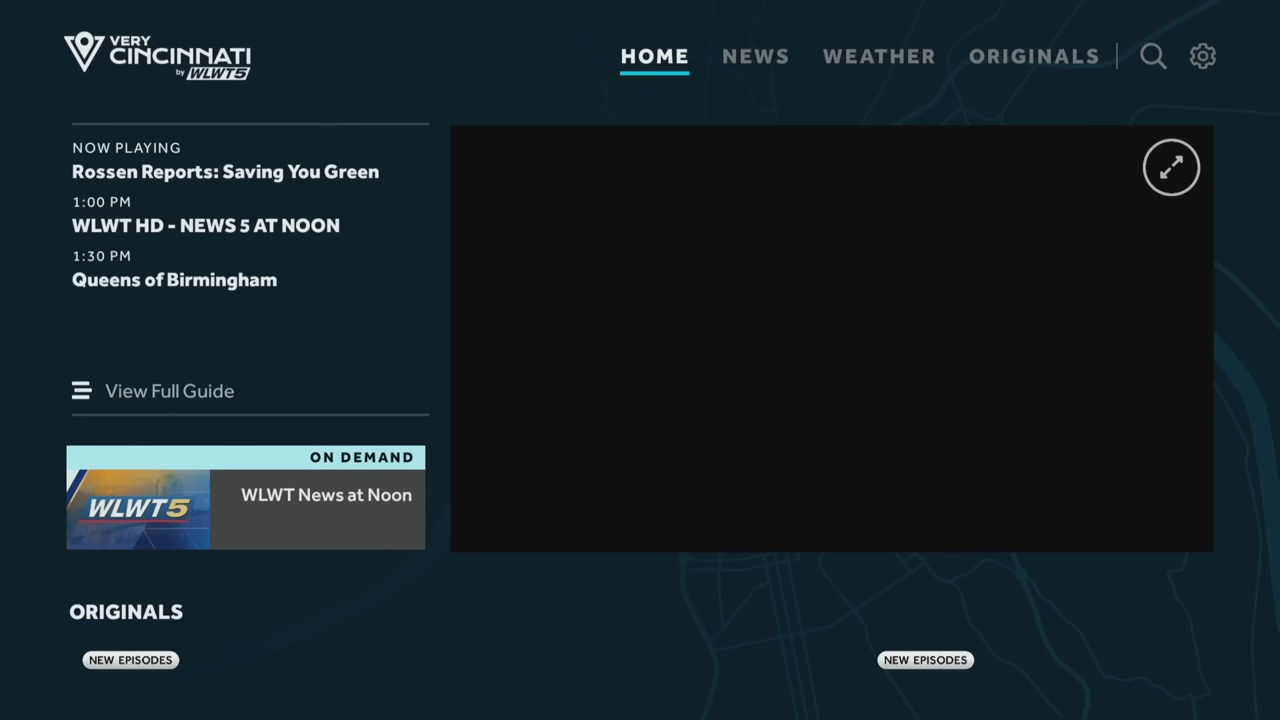 VERY
CINCINNATI
by WLWT5
HOME NEWS WEATHER ORIGINALS
NOW PLAYING
Rossen Reports: Saving You Green
1:00 PM
WLWT HD - NEWS 5 AT NOON
1:30 PM
Queens of Birmingham
View Full Guide
ON DEMAND
WLWT5
WLWT News at Noon
ORIGINALS
NEW EPISODES
NEW EPISODES